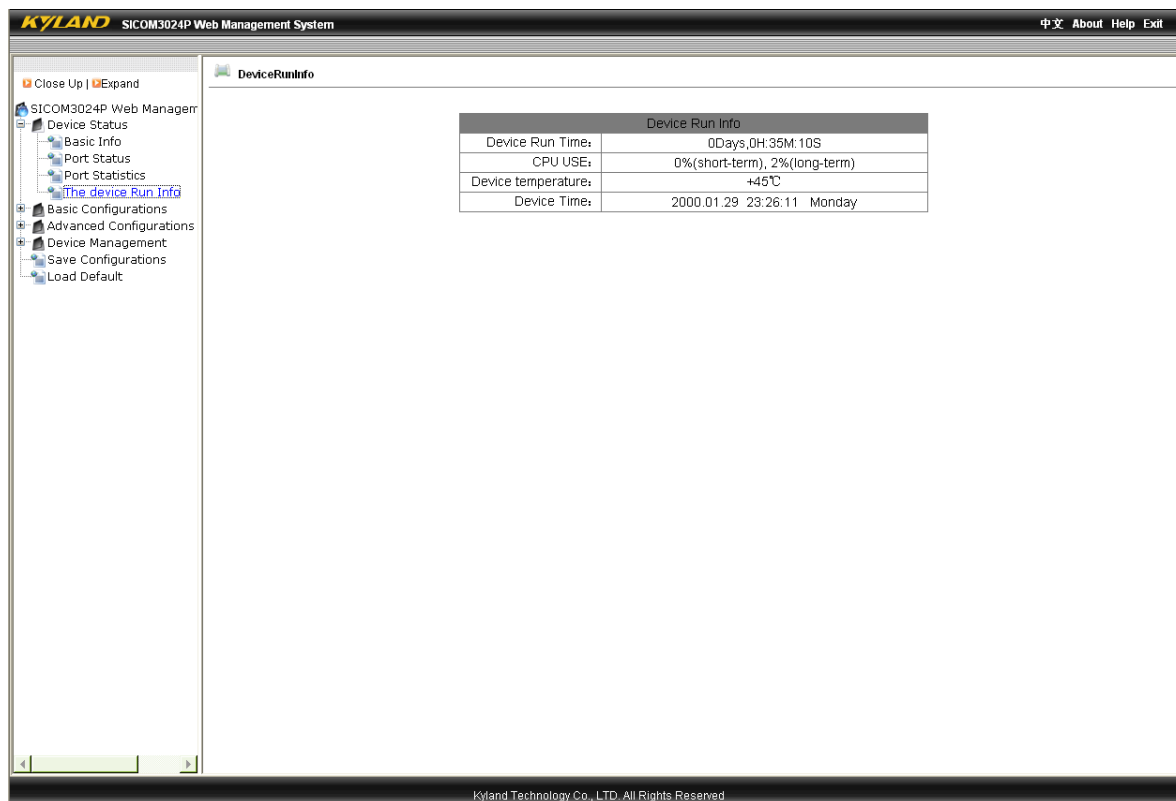 KYLAND SICOM3024P Web Management System 中文 About Help Exit
Close Up | Expand
SICOM3024P Web Managem
Device Status
Basic Info
Port Status
Port Statistics
The device Run Info
Basic Configurations
Advanced Configurations
Device Management
Save Configurations
Load Default
DeviceRunInfo
Device Run Info
Device Run Time: 0Days,0H:35M:10S
CPU USE: 0%(short-term), 2%(long-term)
Device temperature: +45℃
Device Time: 2000.01.29 23:26:11 Monday
Kyland Technology Co., LTD. All Rights Reserved